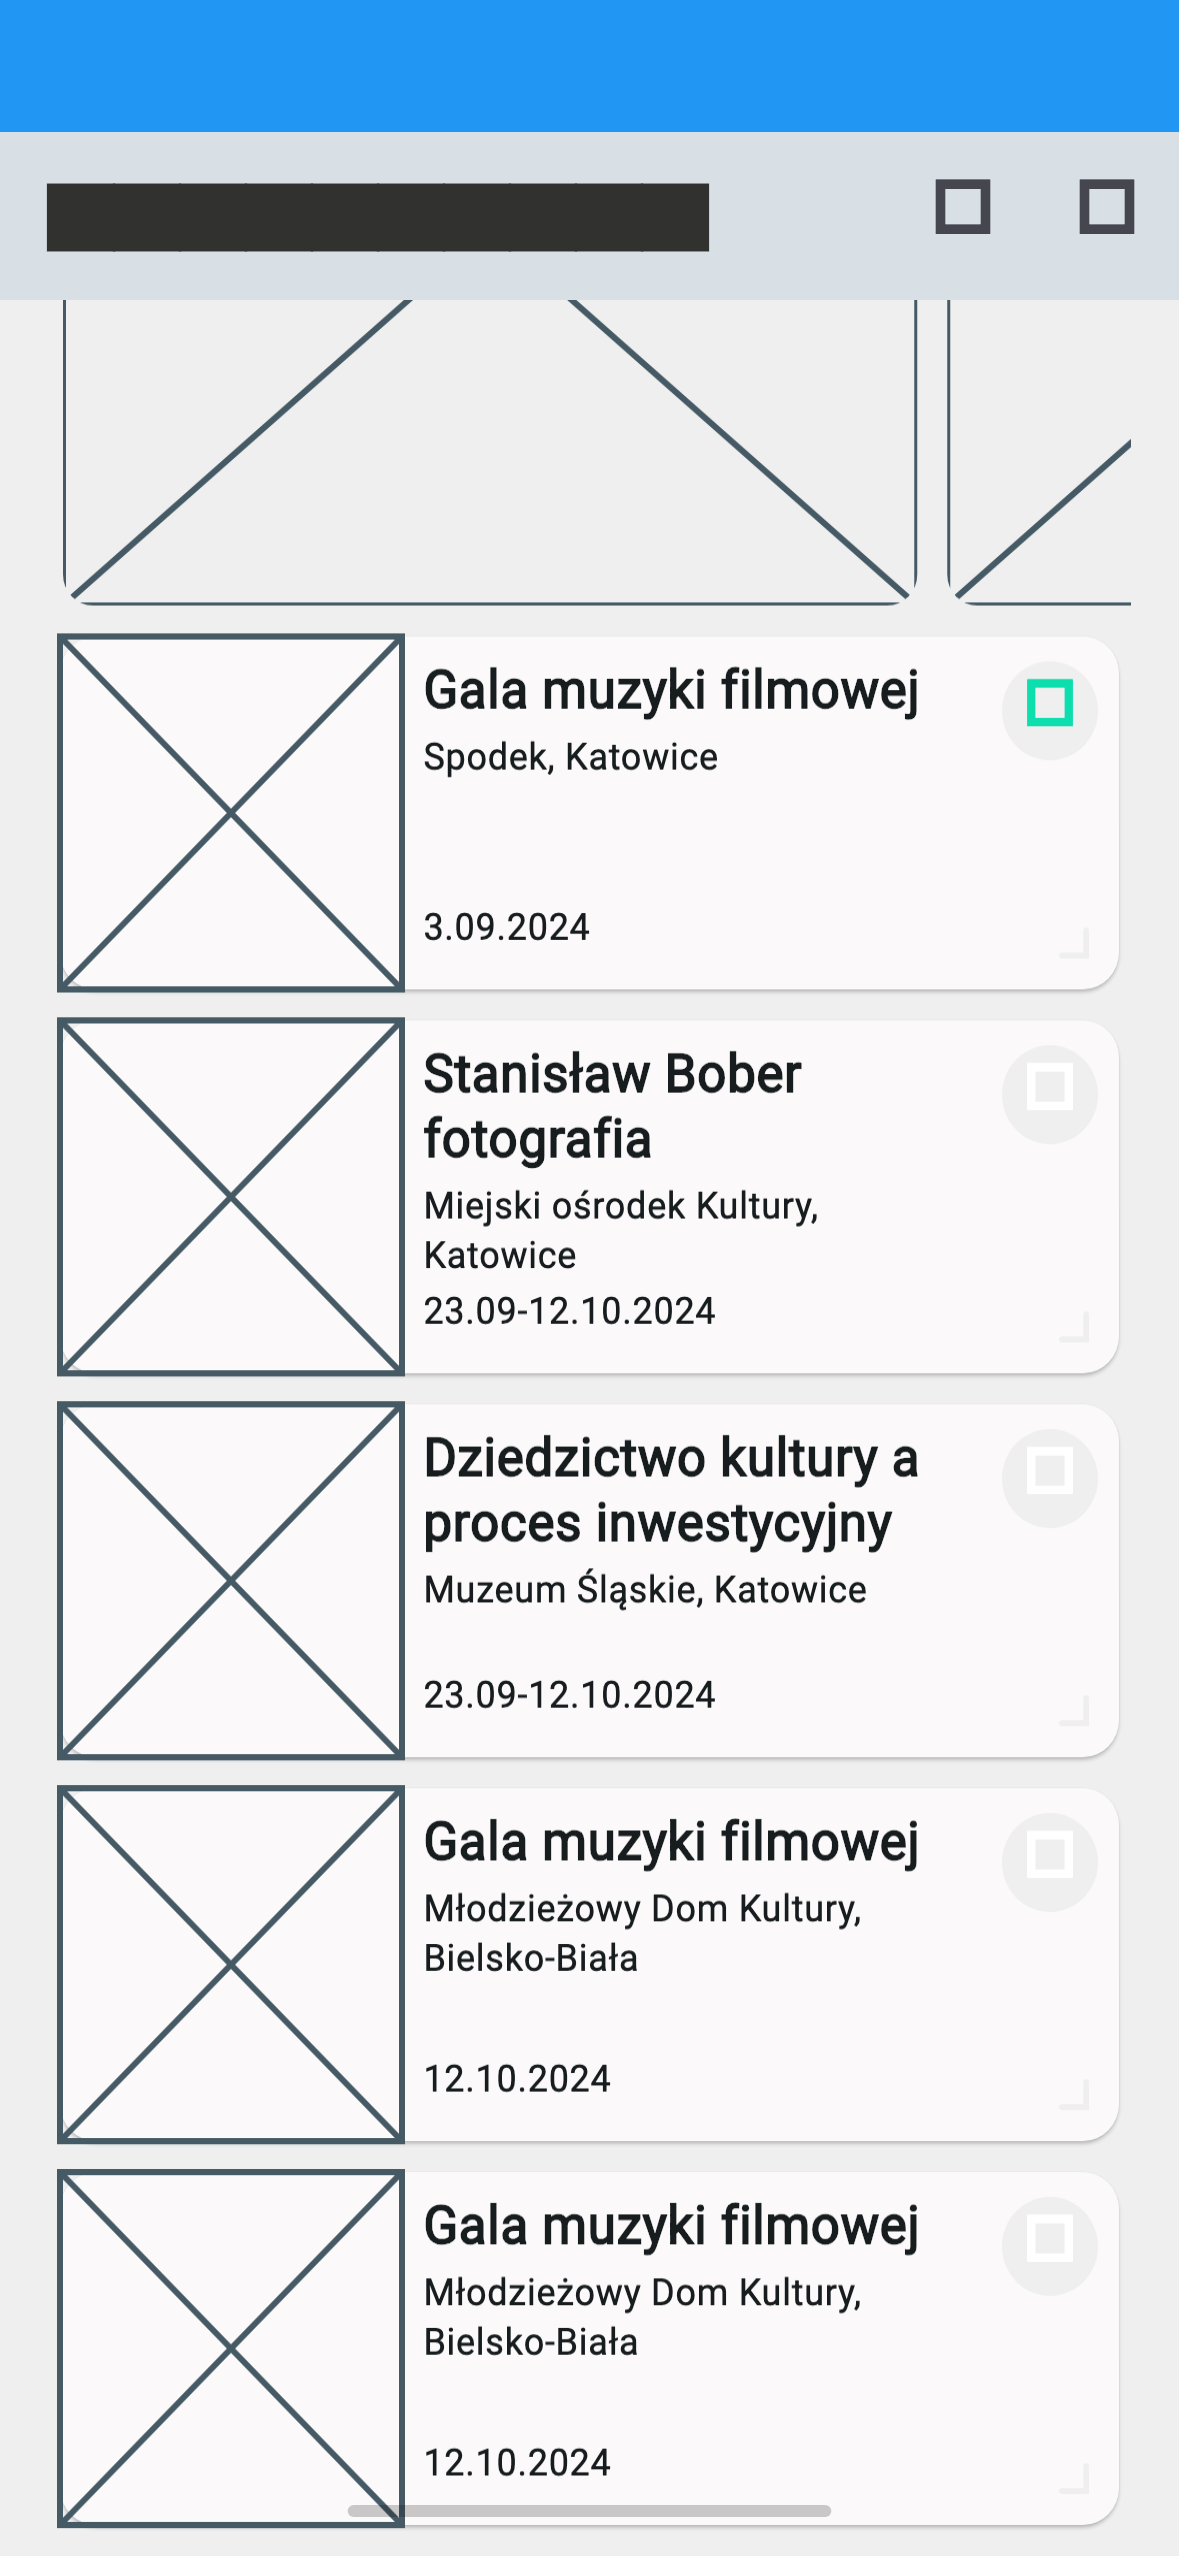 Gala muzyki filmowej
Spodek, Katowice
3.09.2024
Stanisław Bober
fotografia
Miejski ośrodek Kultury,
Katowice
23.09-12.10.2024
Dziedzictwo kultury a
proces inwestycyjny
Muzeum Śląskie, Katowice
23.09-12.10.2024
Gala muzyki filmowej
Młodzieżowy Dom Kultury,
Bielsko-Biała
12.10.2024
Gala muzyki filmowej
Młodzieżowy Dom Kultury,
Bielsko-Biała
12.10.2024